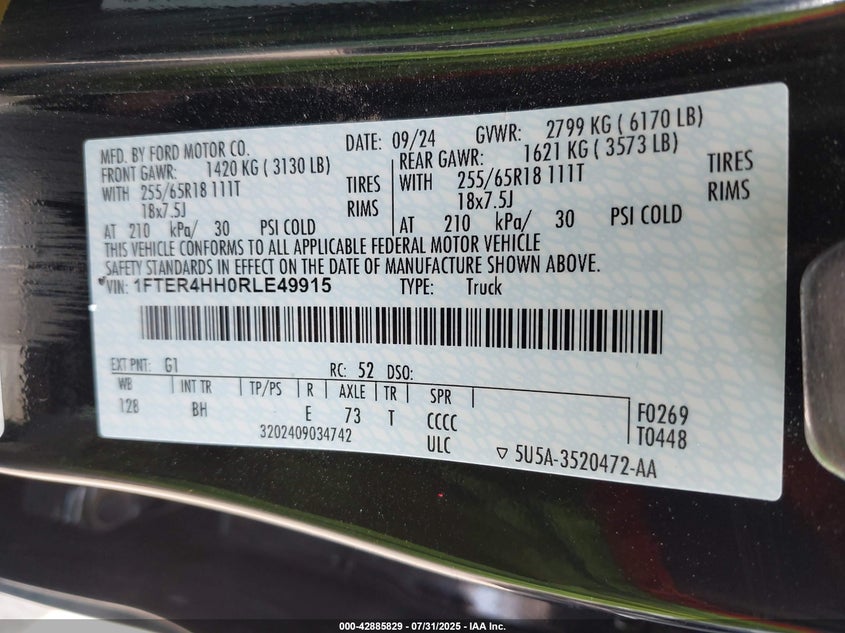 MFD. BY FORD MOTOR CO. DATE: 09/24 GVWR: 2799 KG ( 6170 LB)
FRONT GAWR: 1420 KG ( 3130 LB) REAR GAWR: 1621 KG ( 3573 LB)
WITH 255/65R18 111T TIRES WITH 255/65R18 111T TIRES
18x7.5J RIMS 18x7.5J RIMS
AT 210 kPa/ 30 PSI COLD AT 210 kPa/ 30 PSI COLD
THIS VEHICLE CONFORMS TO ALL APPLICABLE FEDERAL MOTOR VEHICLE
SAFETY STANDARDS IN EFFECT ON THE DATE OF MANUFACTURE SHOWN ABOVE.
*VIN: 1FTER4HH0RLE49915 TYPE: Truck
EXT PNT: G1 RC: 52 DSO:
WB INT TR TP/PS R AXLE TR SPR
128 BH E 73 T CCCC F0269
3202409034742 ULC T0448
▽ 5U5A-3520472-AA
000-42885829 - 07/31/2025 - IAA Inc.